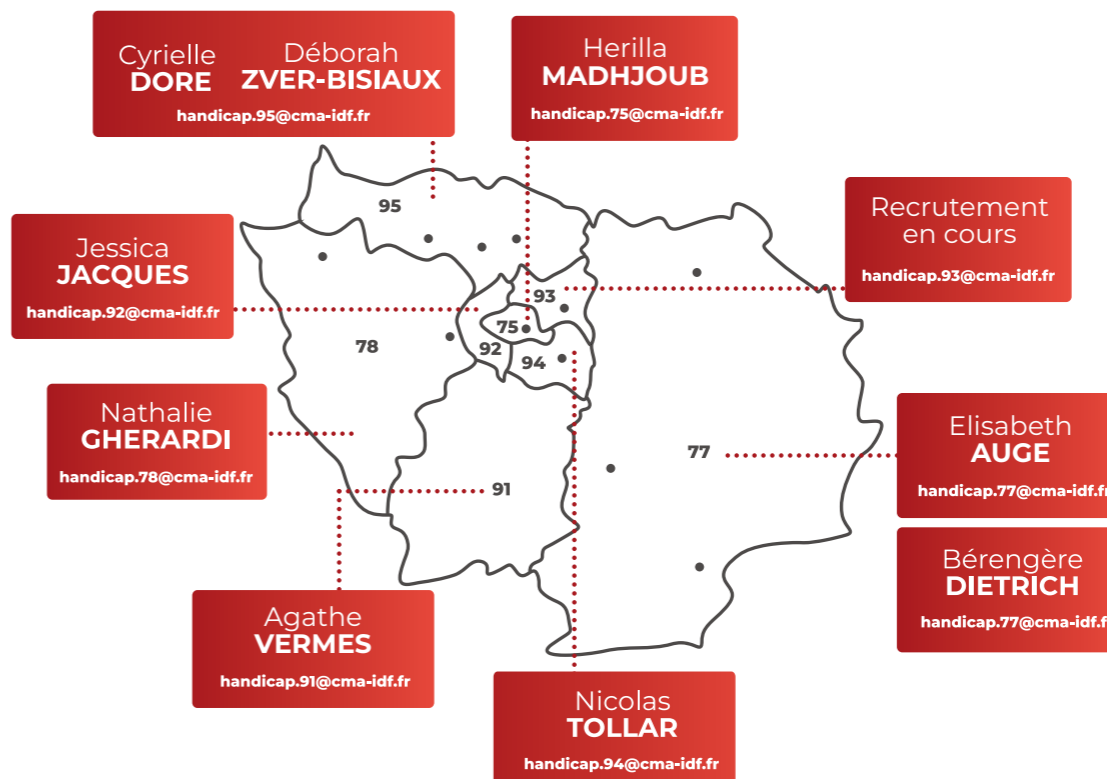 Cyrielle
DORE
Déborah
ZVER-BISIAUX
handicap.95@cma-idf.fr
Herilla
MADHJOUB
handicap.75@cma-idf.fr
Recrutement
en cours
handicap.93@cma-idf.fr
Jessica
JACQUES
handicap.92@cma-idf.fr
Nathalie
GHERARDI
handicap.78@cma-idf.fr
95
93
75
92
94
78
77
91
Elisabeth
AUGE
handicap.77@cma-idf.fr
Bérengère
DIETRICH
handicap.77@cma-idf.fr
Agathe
VERMES
handicap.91@cma-idf.fr
Nicolas
TOLLAR
handicap.94@cma-idf.fr